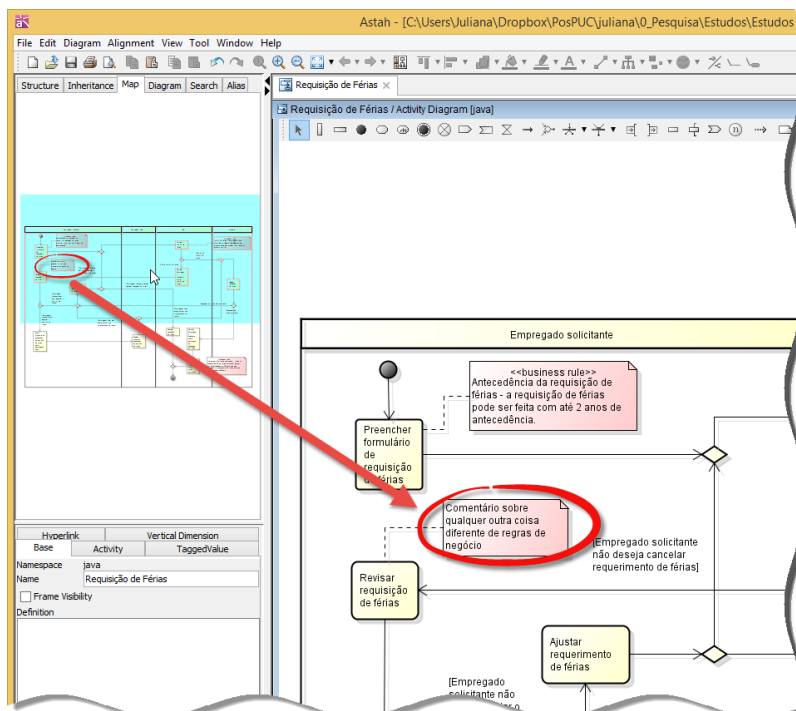 Astah - [C:\Users\Juliana\Dropbox\PosPUC\juliana\0_Pesquisa\Estudos\Estudos
File Edit Diagram Alignment View Tool Window Help
Structure Inheritance Map Diagram Search Alias
Requisição de Férias
Requisição de Férias / Activity Diagram [java]
Empregado solicitante
<<business rule>>
Antecedência da requisição de
férias - a requisição de férias
pode ser feita com até 2 anos de
antecedência.
Preencher
formulário
de
requisição
de férias
Comentário sobre
qualquer outra coisa
diferente de regras de
negócio
[Empregado solicitante
não deseja cancelar
requerimento de férias]
Revisar
requisição
de férias
Ajustar
requerimento
de férias
[Empregado
solicitante não
Hyperlink Vertical Dimension
Base Activity TaggedValue
Namespace java
Name Requisição de Férias
Frame Visibility
Definition